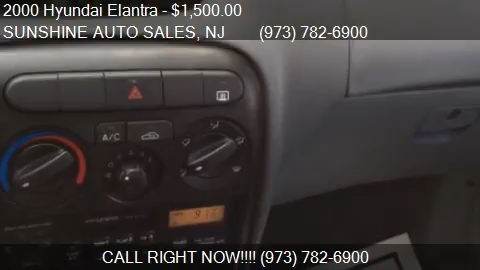 2000 Hyundai Elantra - $1,500.00
SUNSHINE AUTO SALES, NJ (973) 782-6900
A/C
CALL RIGHT NOW!!!! (973) 782-6900